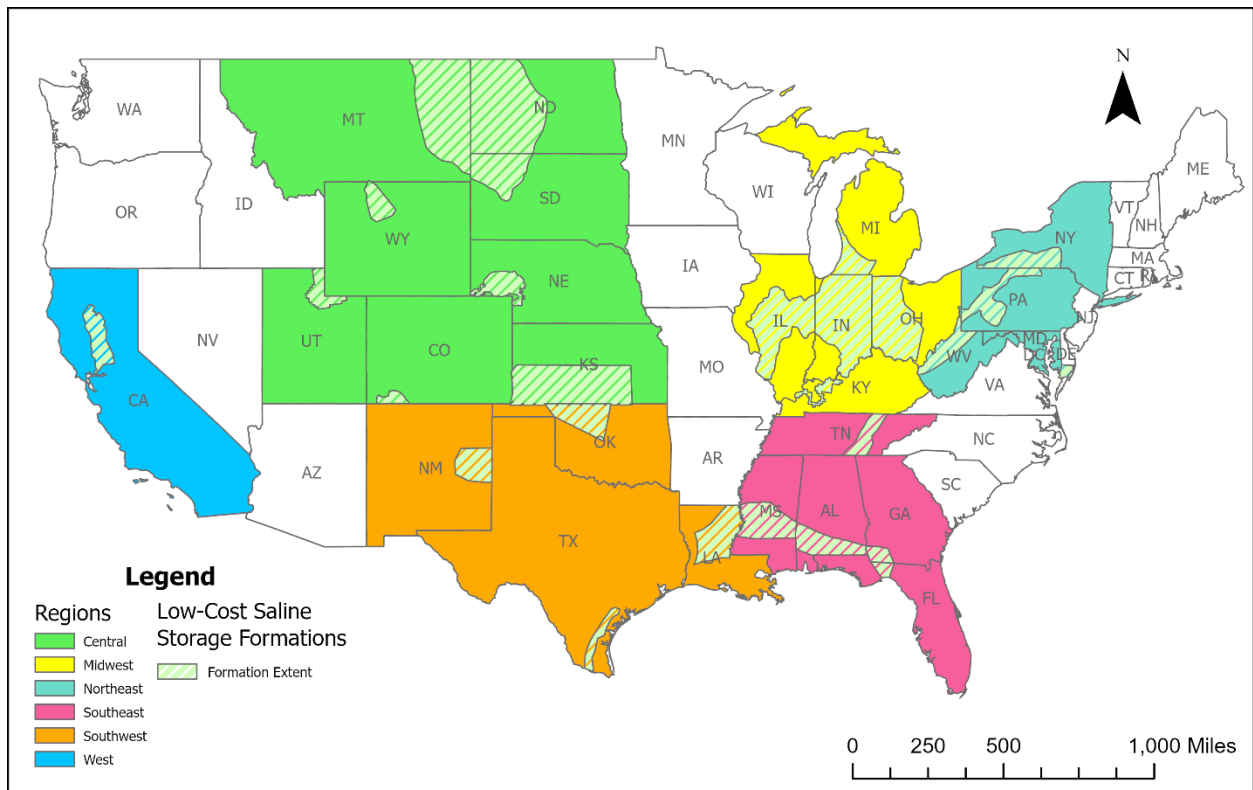 N
WA
MT
ND
MN
ME
OR
ID
SD
WI
VT
NH
WY
MI
NY
MA
CT
RI
IA
NE
PA
NJ
NV
UT
CO
IL
IN
OH
MD
DC
DE
WV
VA
CA
KS
MO
KY
AZ
NM
OK
AR
TN
NC
SC
MS
AL
GA
TX
LA
FL
Legend
Regions
Central
Midwest
Northeast
Southeast
Southwest
West
Low-Cost Saline
Storage Formations
Formation Extent
0 250 500 1,000 Miles